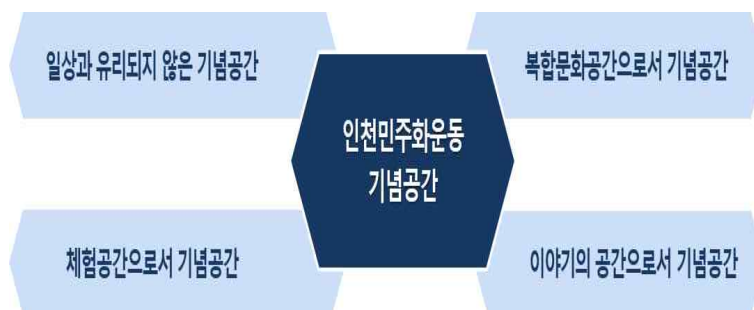 일상과 유리되지 않은 기념공간
복합문화공간으로서 기념공간
인천민주화운동
기념공간
체험공간으로서 기념공간
이야기의 공간으로서 기념공간